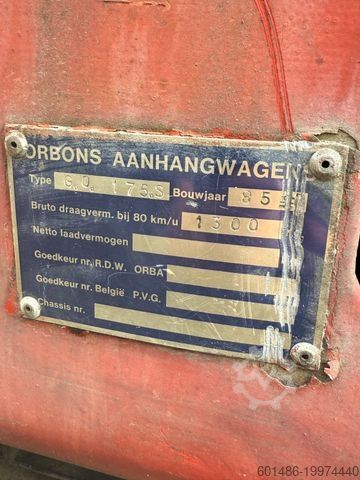 ORBONS AANHANGWAGEN
Type G.O. 175.S Bouwjaar 85
Bruto draagverm. bij 80 km/u 1300
Netto laadvermogen
Goedkeur nr. R.D.W. ORBA
Goedkeur nr. België P.V.G.
Chassis nr.
601486-19974440